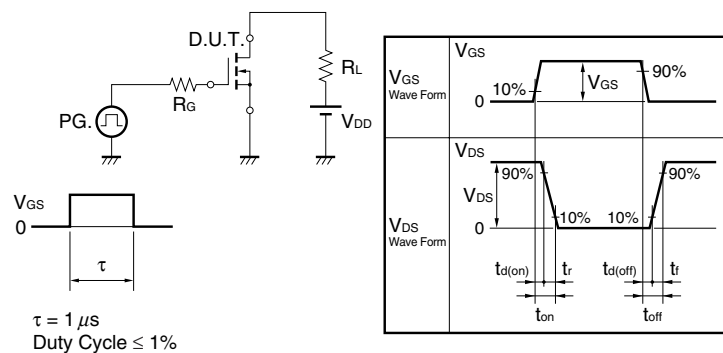 D.U.T.
RL
RG
PG.
VDD
VGS
0
τ
τ = 1 μs
Duty Cycle ≤ 1%
VGS
Wave Form
VGS
10%
VGS
90%
0
VDS
Wave Form
VDS
90%
VDS
90%
10%
10%
0
td(on)
tr
td(off)
tf
ton
toff